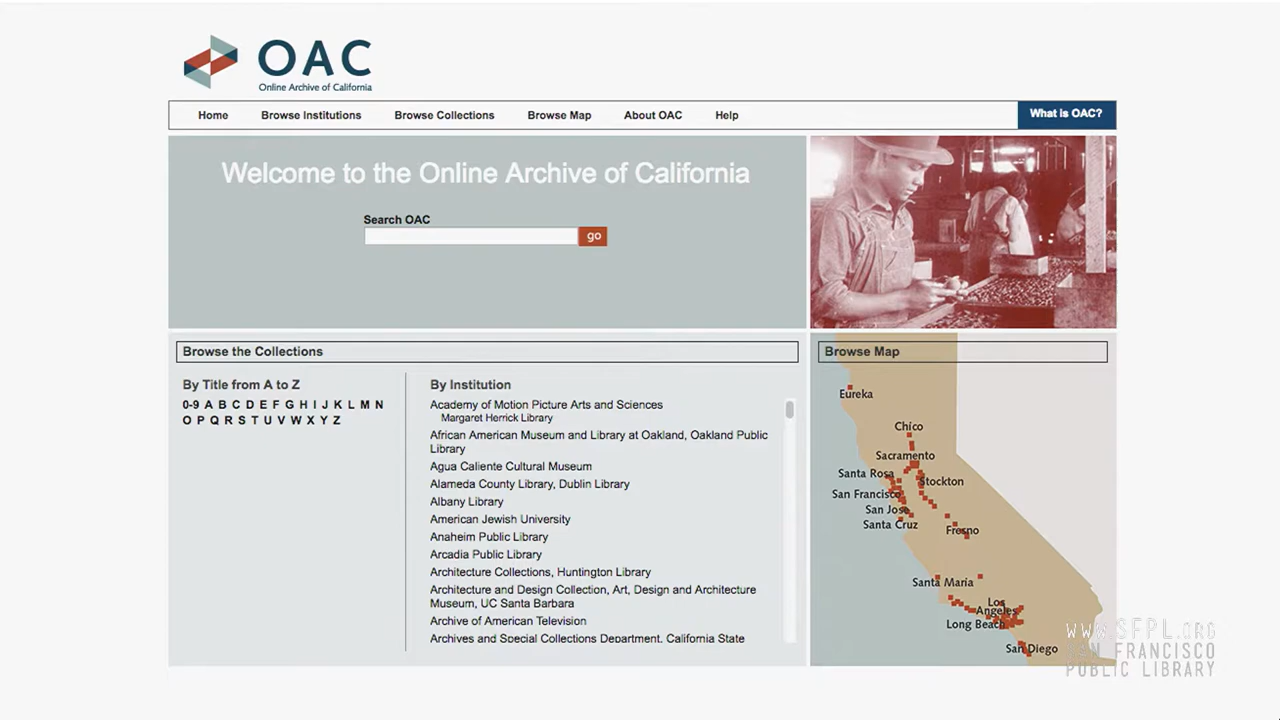 OAC
Online Archive of California
Home Browse Institutions Browse Collections Browse Map About OAC Help What is OAC?
Welcome to the Online Archive of California
Search OAC
go
Browse the Collections
By Title from A to Z
0-9 A B C D E F G H I J K L M N
O P Q R S T U V W X Y Z
By Institution
Academy of Motion Picture Arts and Sciences
Margaret Herrick Library
African American Museum and Library at Oakland, Oakland Public
Library
Agua Caliente Cultural Museum
Alameda County Library, Dublin Library
Albany Library
American Jewish University
Anaheim Public Library
Arcadia Public Library
Architecture Collections, Huntington Library
Architecture and Design Collection, Art, Design and Architecture
Museum, UC Santa Barbara
Archive of American Television
Archives and Special Collections Department, California State
Browse Map
Eureka
Chico
Sacramento
Santa Rosa
Stockton
San Francisco
San Jose
Santa Cruz
Fresno
Santa Maria
Los
Angeles
Long Beach
San Diego
WWW.SFPL.ORG
SAN FRANCISCO
PUBLIC LIBRARY